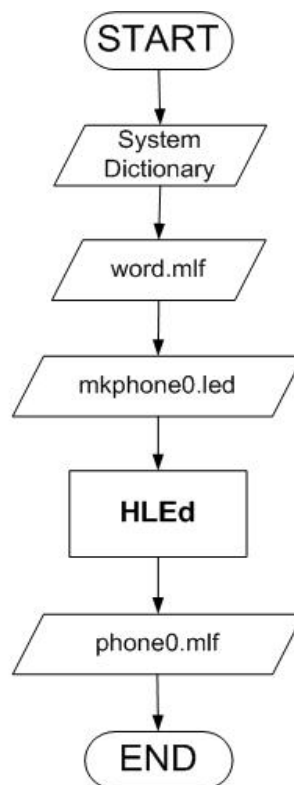 START
System
Dictionary
word.mlf
mkphone0.led
HLEd
phone0.mlf
END